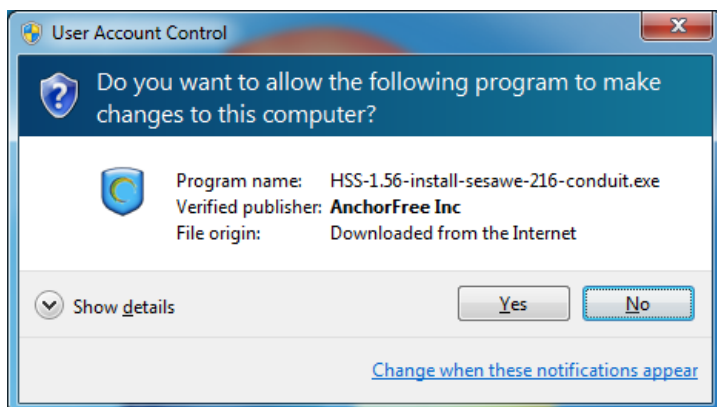 User Account Control
Do you want to allow the following program to make
changes to this computer?
Program name: HSS-1.56-install-sesawe-216-conduit.exe
Verified publisher: AnchorFree Inc
File origin: Downloaded from the Internet
Show details
Yes
No
Change when these notifications appear